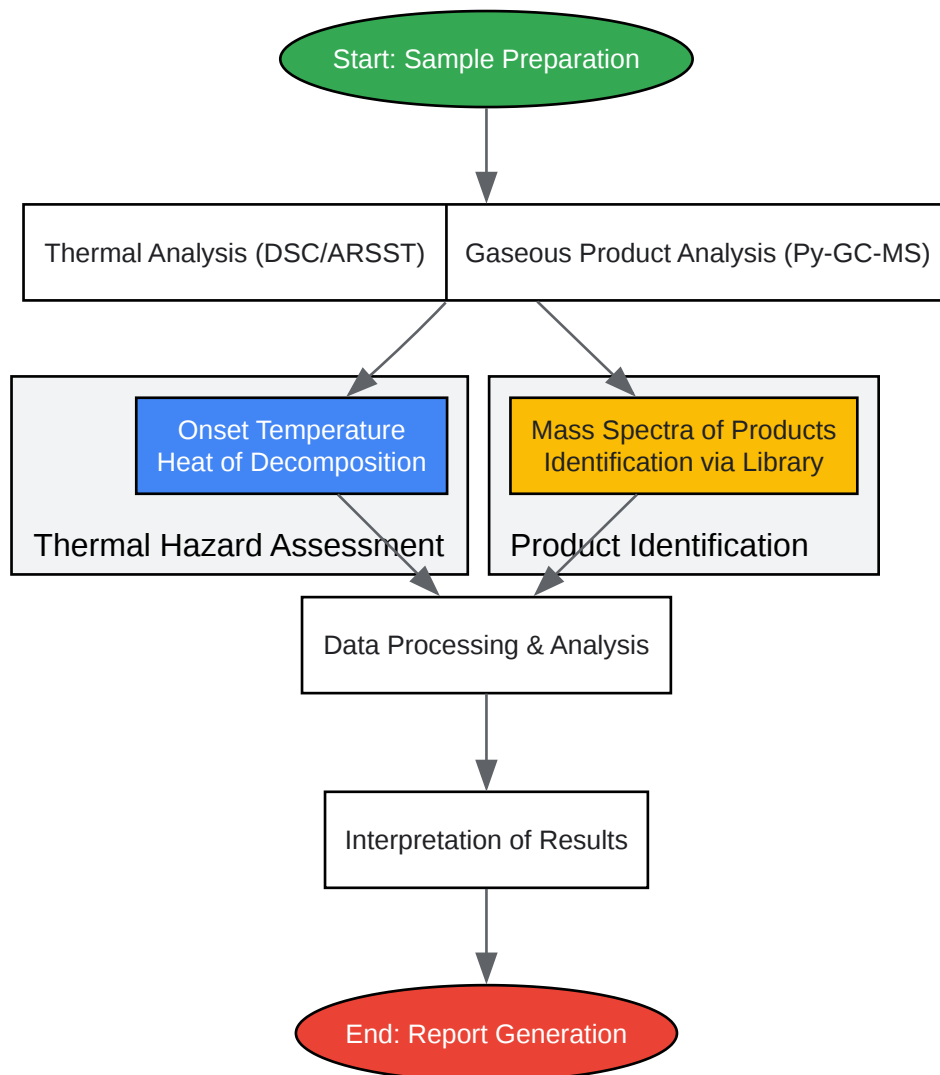 Start: Sample Preparation
Thermal Analysis (DSC/ARSST)
Gaseous Product Analysis (Py-GC-MS)
Onset Temperature
Heat of Decomposition
Thermal Hazard Assessment
Mass Spectra of Products
Identification via Library
Product Identification
Data Processing & Analysis
Interpretation of Results
End: Report Generation